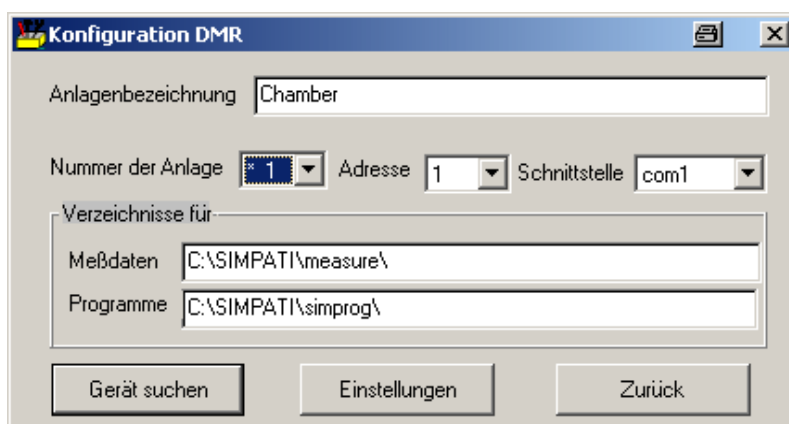 Konfiguration DMR
Anlagenbezeichnung Chamber
Nummer der Anlage * 1 Adresse 1 Schnittstelle com1
Verzeichnisse für
Meßdaten C:\SIMPATI\measure\
Programme C:\SIMPATI\simprog\
Gerät suchen Einstellungen Zurück